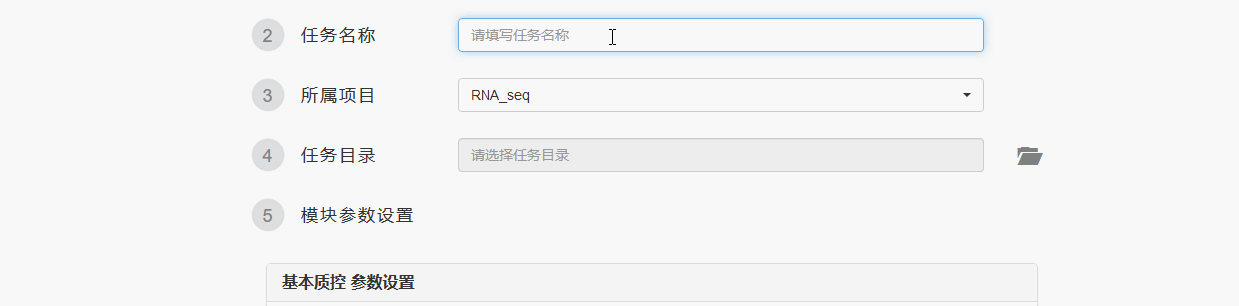 2 任务名称 请填写任务名称
3 所属项目 RNA_seq
4 任务目录 请选择任务目录
5 模块参数设置
基本质控 参数设置